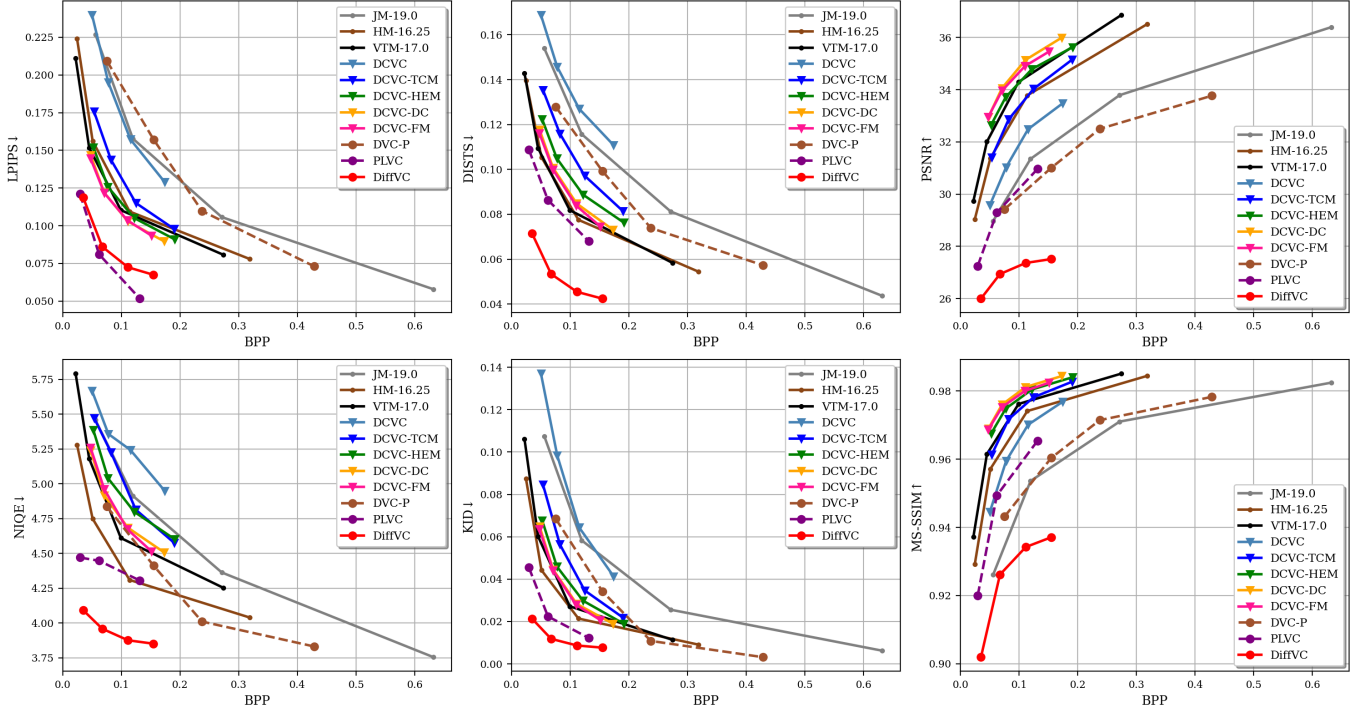 0.225
0.200
0.175
0.150
0.125
0.100
0.075
0.050
LPIPS↓
0.0
0.1
0.2
0.3
0.4
0.5
0.6
BPP
JM-19.0
HM-16.25
VTM-17.0
DCVC
DCVC-TCM
DCVC-HEM
DCVC-DC
DCVC-FM
DVC-P
PLVC
DiffVC
0.16
0.14
0.12
0.10
0.08
0.06
0.04
DISTS↓
0.0
0.1
0.2
0.3
0.4
0.5
0.6
BPP
JM-19.0
HM-16.25
VTM-17.0
DCVC
DCVC-TCM
DCVC-HEM
DCVC-DC
DCVC-FM
DVC-P
PLVC
DiffVC
36
34
32
30
28
26
PSNR↑
0.0
0.1
0.2
0.3
0.4
0.5
0.6
BPP
JM-19.0
HM-16.25
VTM-17.0
DCVC
DCVC-TCM
DCVC-HEM
DCVC-DC
DCVC-FM
DVC-P
PLVC
DiffVC
5.75
5.50
5.25
5.00
4.75
4.50
4.25
4.00
3.75
NIQE↓
0.0
0.1
0.2
0.3
0.4
0.5
0.6
BPP
JM-19.0
HM-16.25
VTM-17.0
DCVC
DCVC-TCM
DCVC-HEM
DCVC-DC
DCVC-FM
DVC-P
PLVC
DiffVC
0.14
0.12
0.10
0.08
0.06
0.04
0.02
0.00
KID↓
0.0
0.1
0.2
0.3
0.4
0.5
0.6
BPP
JM-19.0
HM-16.25
VTM-17.0
DCVC
DCVC-TCM
DCVC-HEM
DCVC-DC
DCVC-FM
DVC-P
PLVC
DiffVC
0.98
0.96
0.94
0.92
0.90
MS-SSIM↑
0.0
0.1
0.2
0.3
0.4
0.5
0.6
BPP
JM-19.0
HM-16.25
VTM-17.0
DCVC
DCVC-TCM
DCVC-HEM
DCVC-DC
DCVC-FM
DVC-P
PLVC
DiffVC